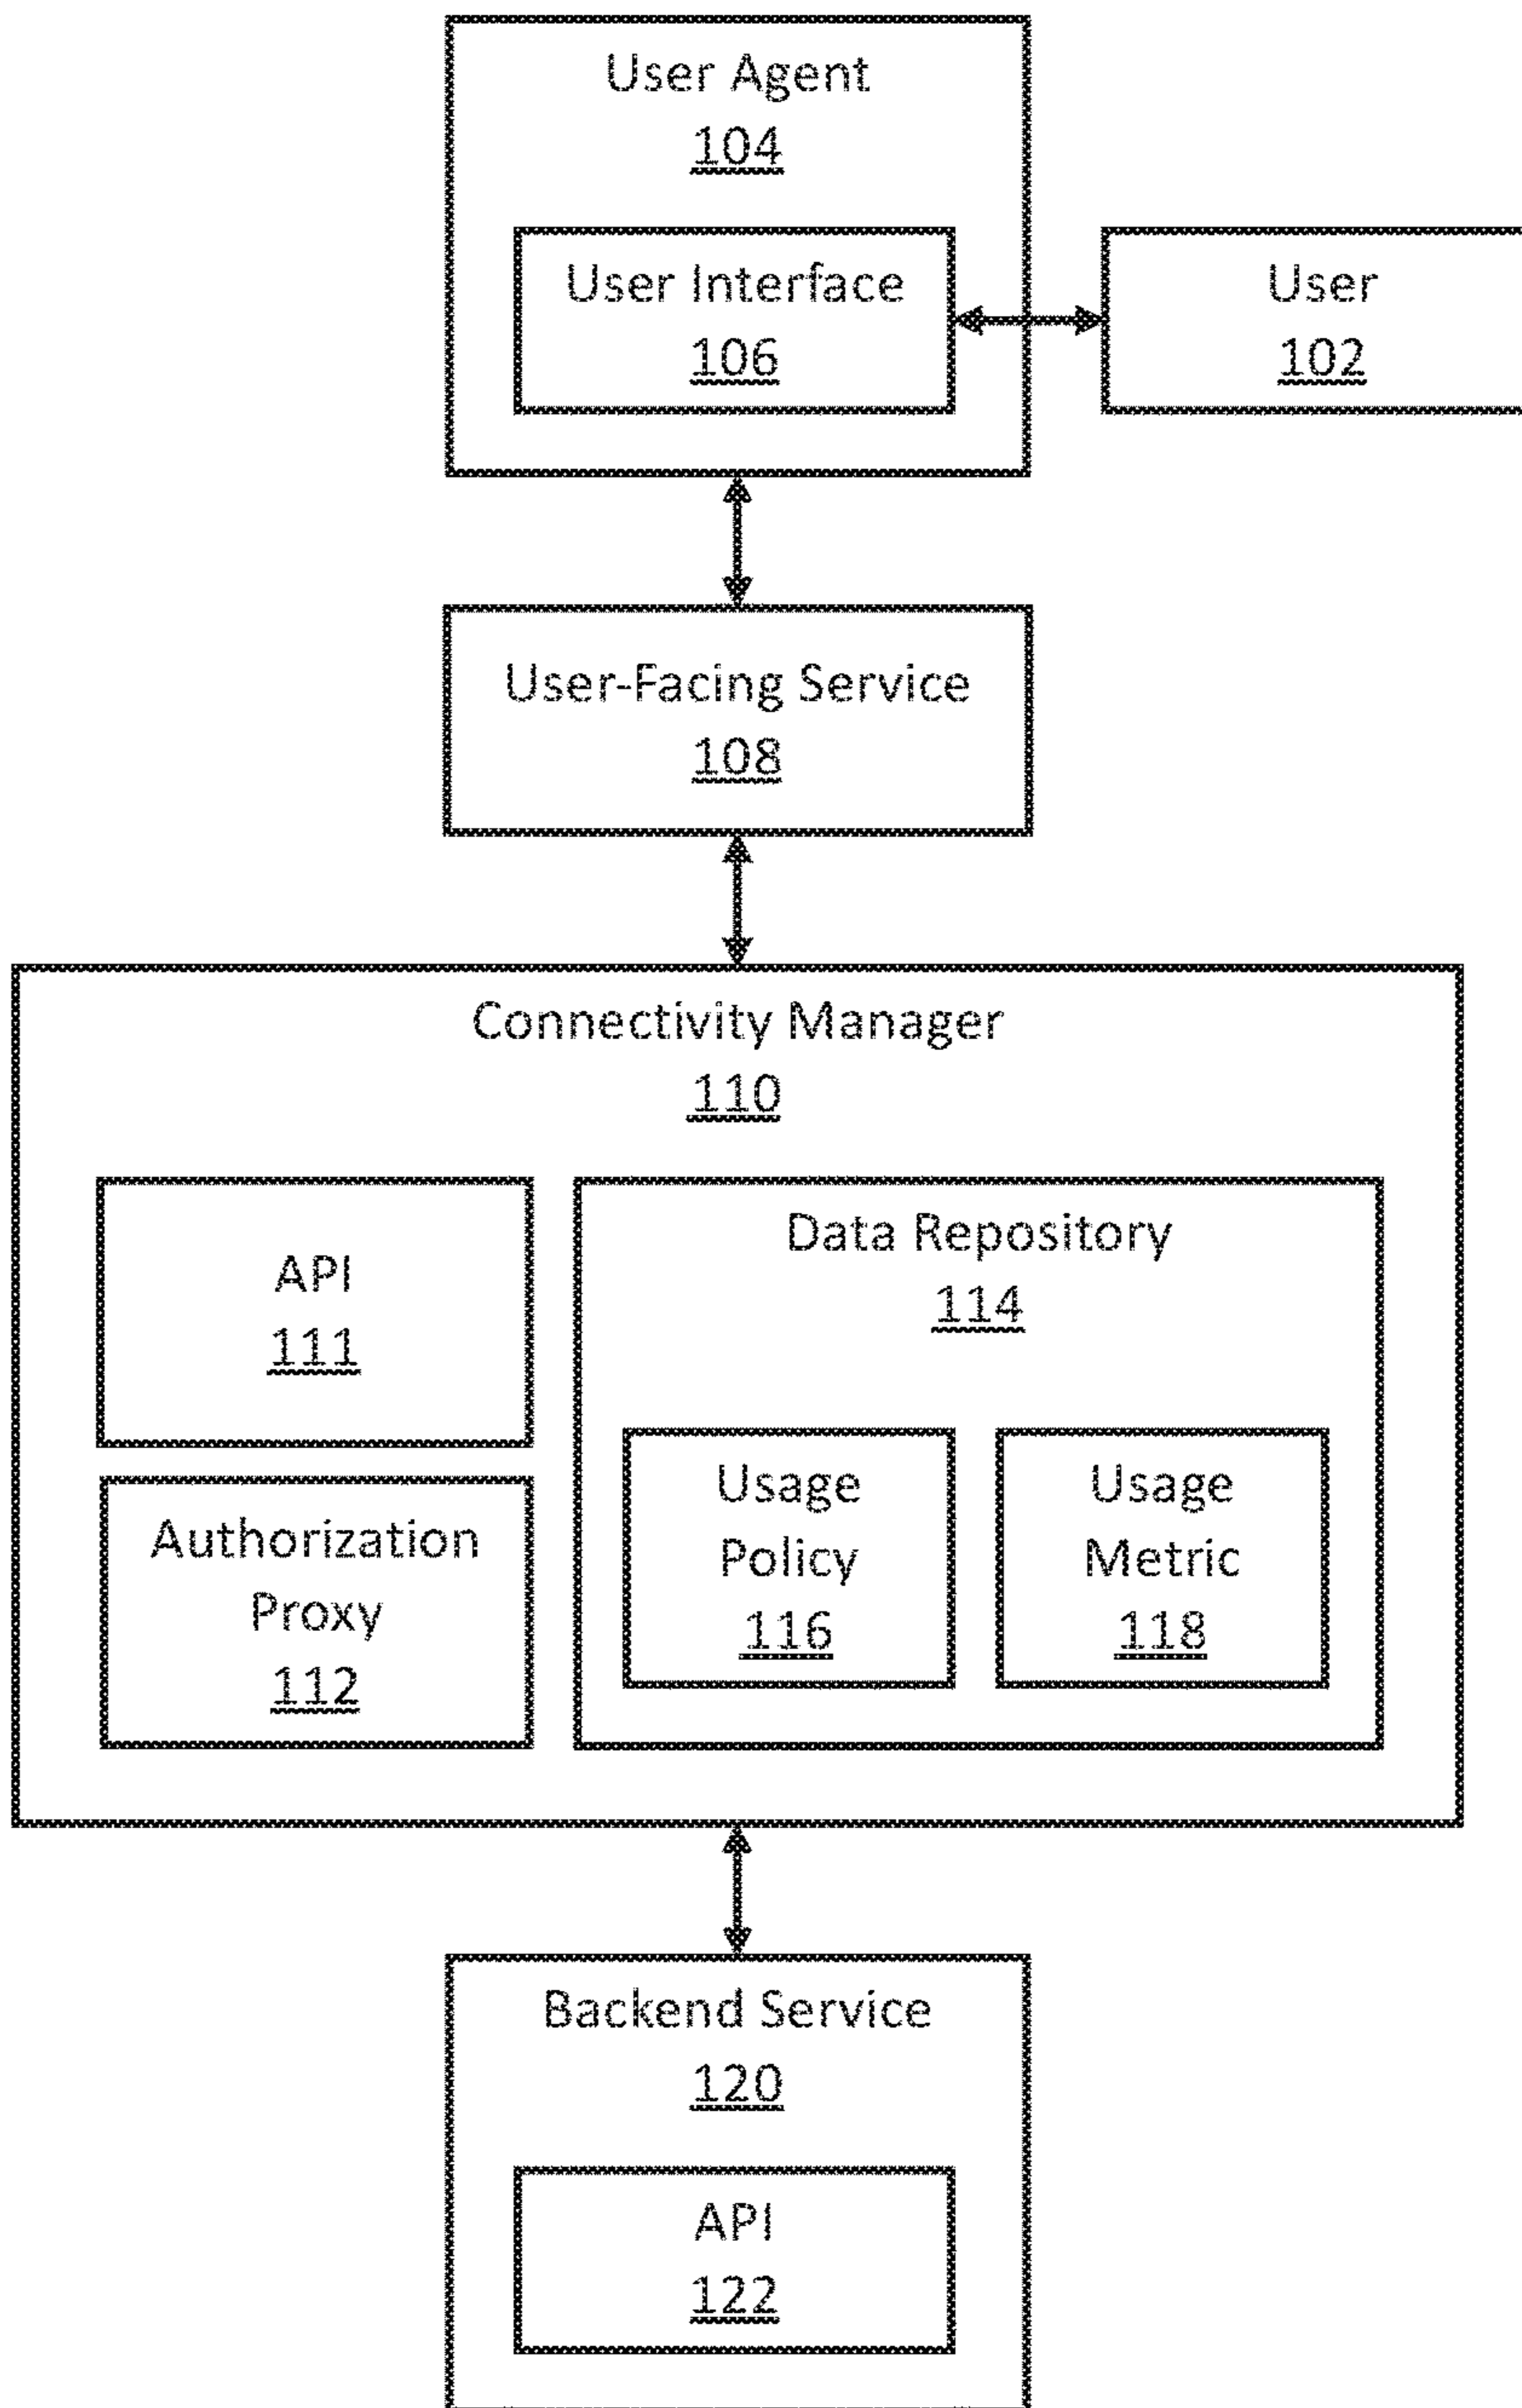 User Agent
104
User Interface
106
User
102
User-Facing Service
108
Connectivity Manager
110
API
111
Data Repository
114
Authorization
Proxy
112
Usage
Policy
116
Usage
Metric
118
Backend Service
120
API
122